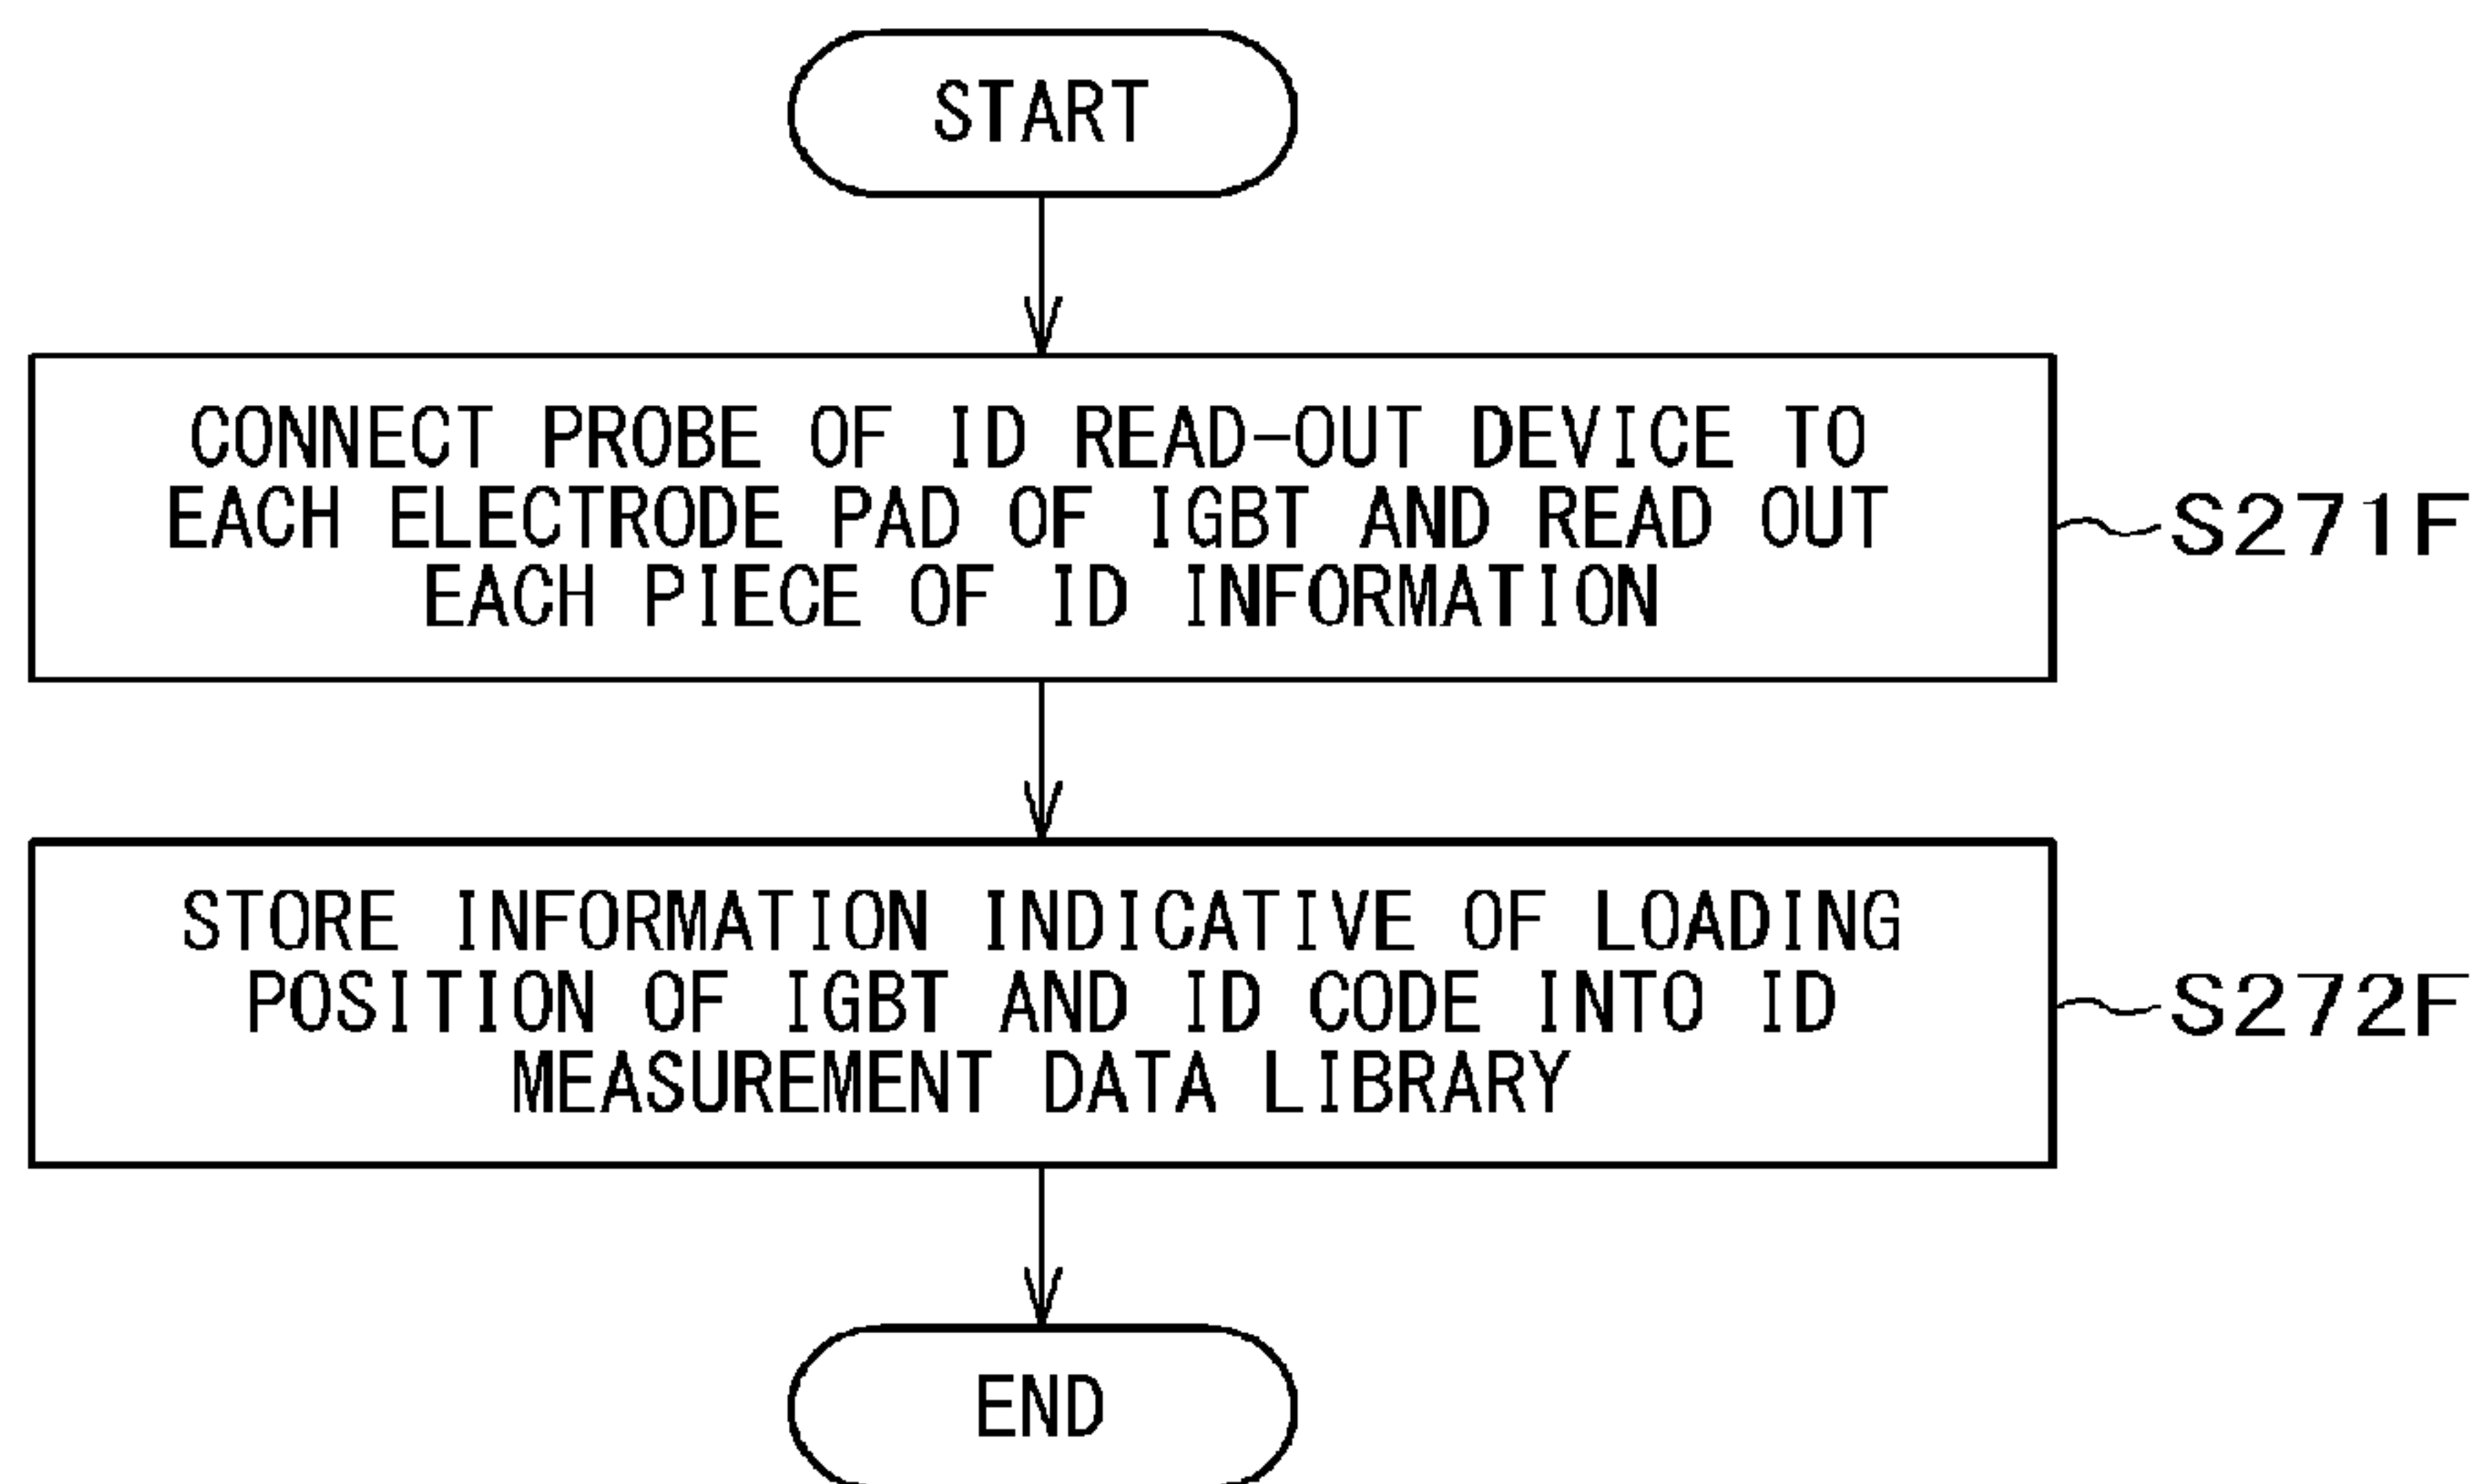 START
CONNECT PROBE OF ID READ-OUT DEVICE TO
EACH ELECTRODE PAD OF IGBT AND READ OUT
EACH PIECE OF ID INFORMATION
S271F
STORE INFORMATION INDICATIVE OF LOADING
POSITION OF IGBT AND ID CODE INTO ID
MEASUREMENT DATA LIBRARY
S272F
END